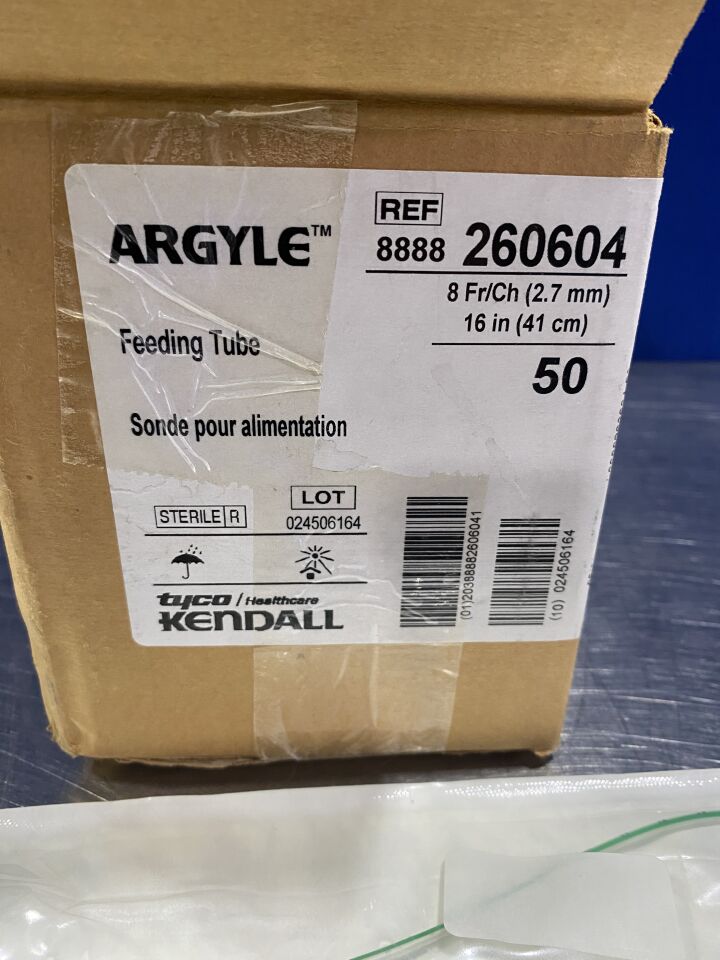 ARGYLE™
Feeding Tube
Sonde pour alimentation
REF
8888 260604
8 Fr/Ch (2.7 mm)
16 in (41 cm)
50
STERILE R
LOT
024506164
tyco / Healthcare
KENDALL
(01)20388882606041
(10) 024506164